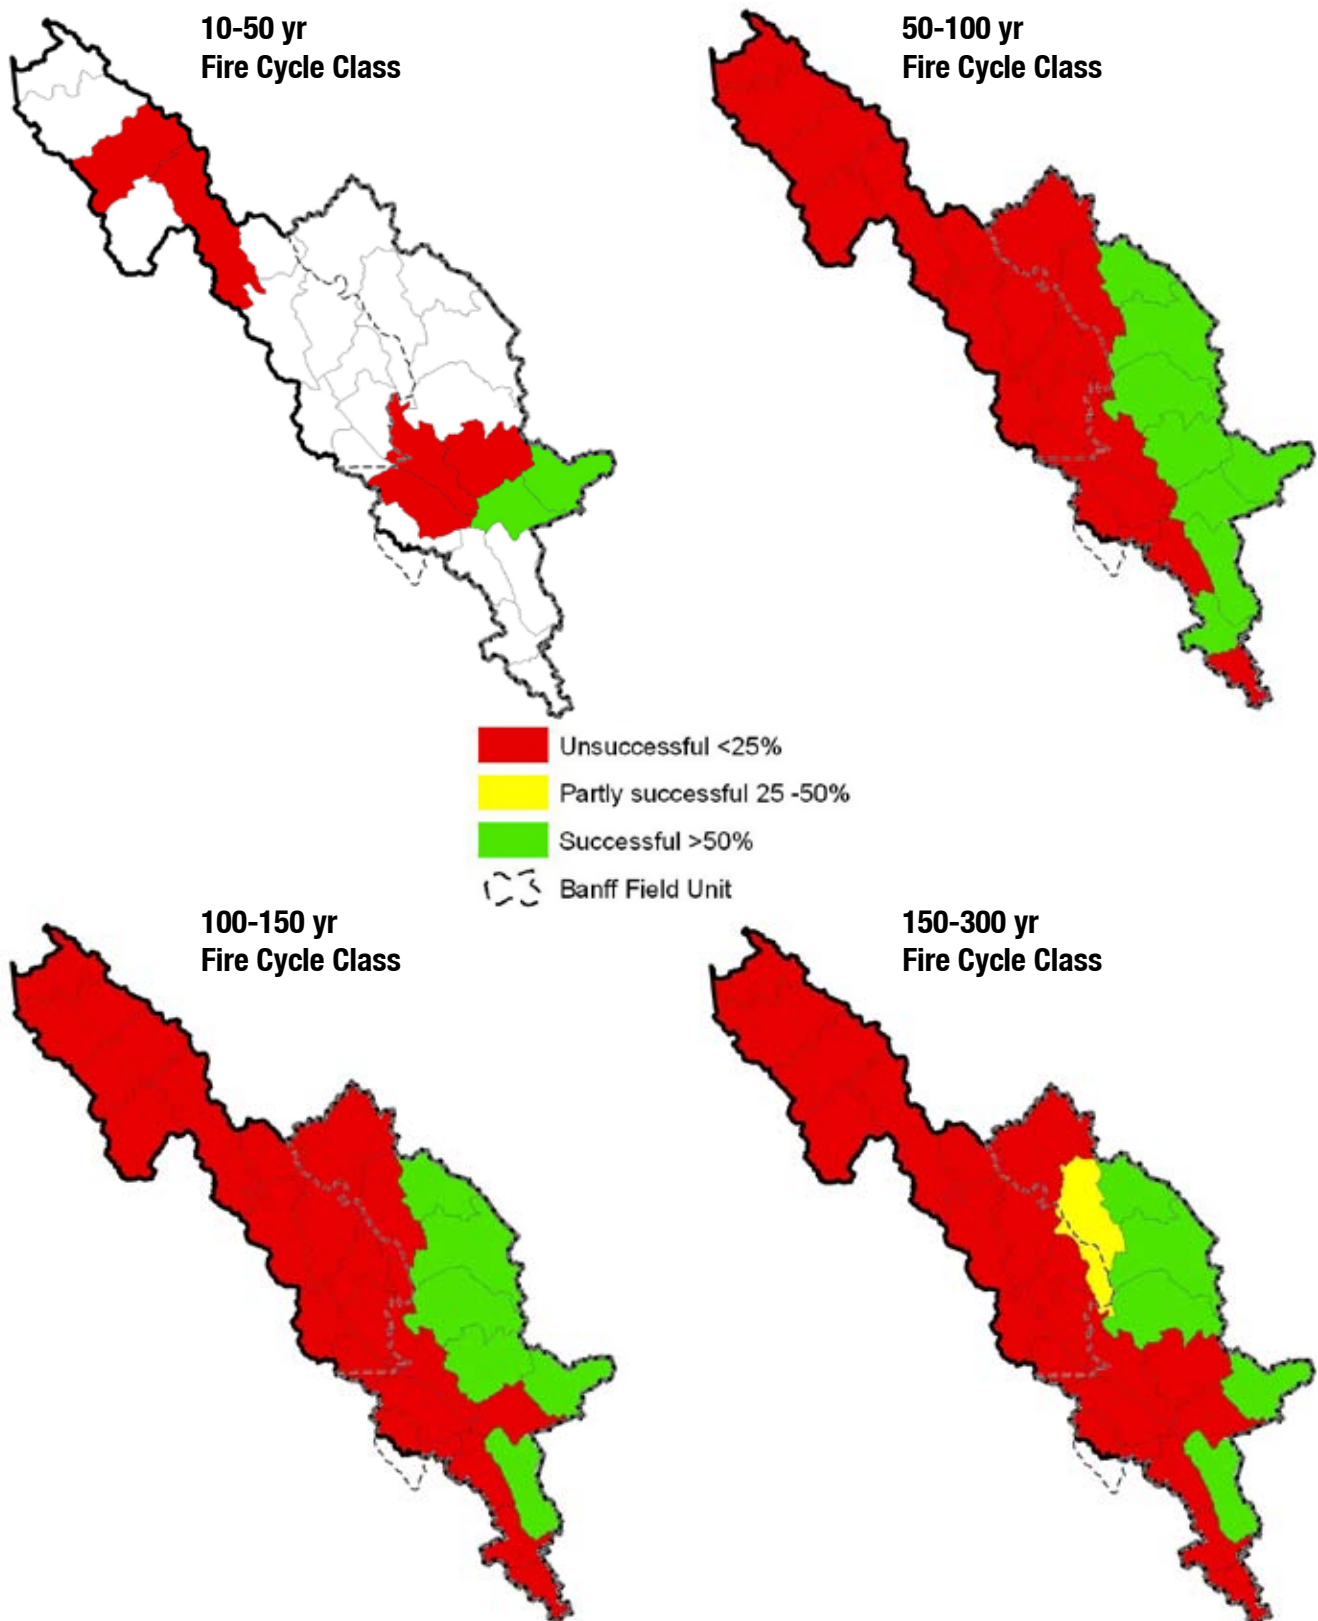 10-50 yr
Fire Cycle Class
50-100 yr
Fire Cycle Class
Unsuccessful <25%
Partly successful 25 -50%
Successful >50%
Banff Field Unit
100-150 yr
Fire Cycle Class
150-300 yr
Fire Cycle Class